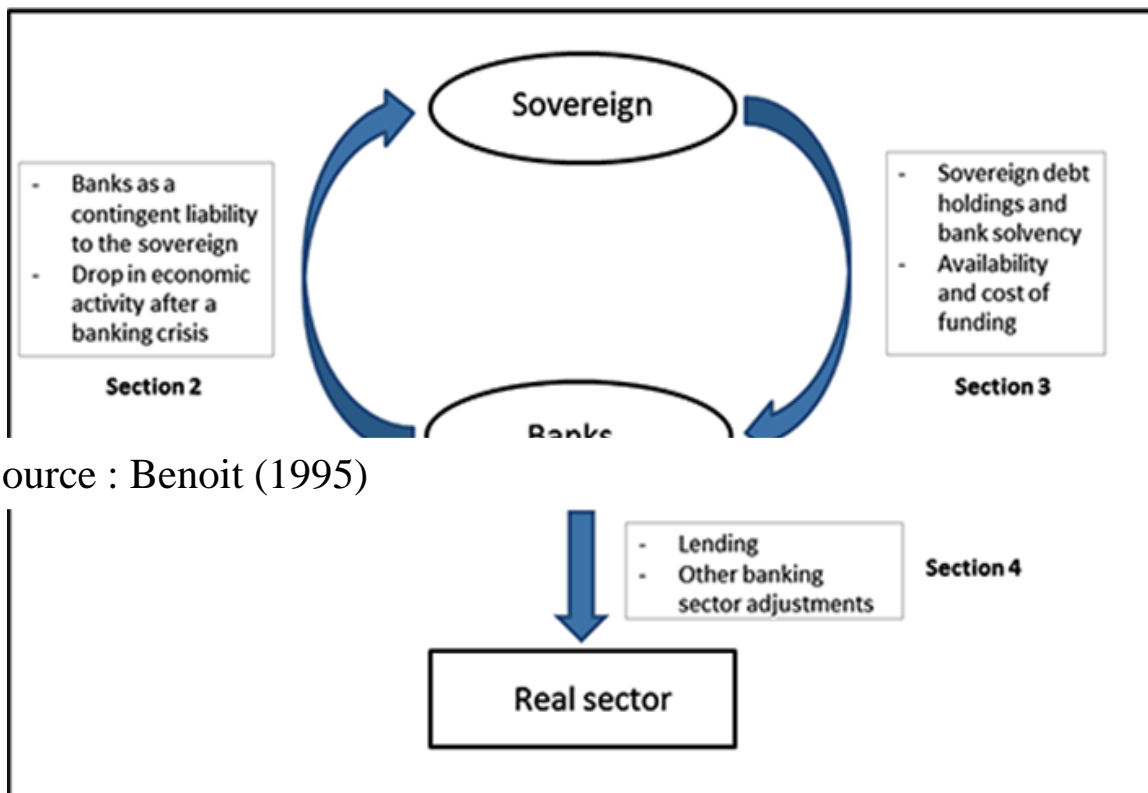 Sovereign
- Banks as a
contingent liability
to the sovereign
- Drop in economic
activity after a
banking crisis
Section 2
- Sovereign debt
holdings and
bank solvency
- Availability
and cost of
funding
Section 3
Banks
ource : Benoit (1995)
- Lending
- Other banking
sector adjustments
Section 4
Real sector